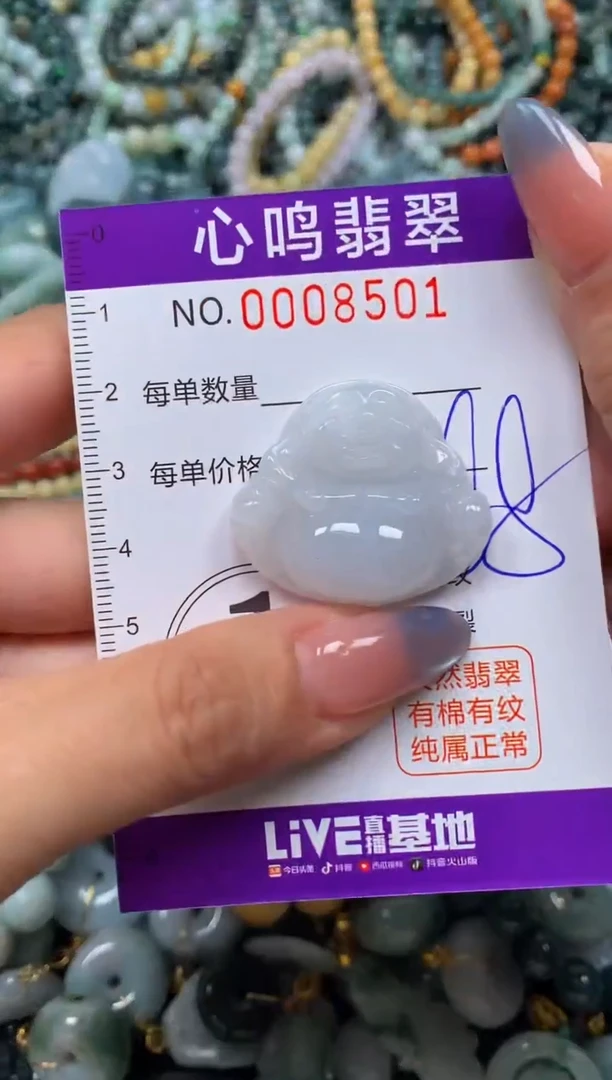 心鸣翡翠
0
1
NO.0008501
2
每单数量
3
每单价格
4
5
然翡翠
有棉有纹
纯属正常
LiVE直播基地
今日头条 抖音 西瓜视频 抖音火山版